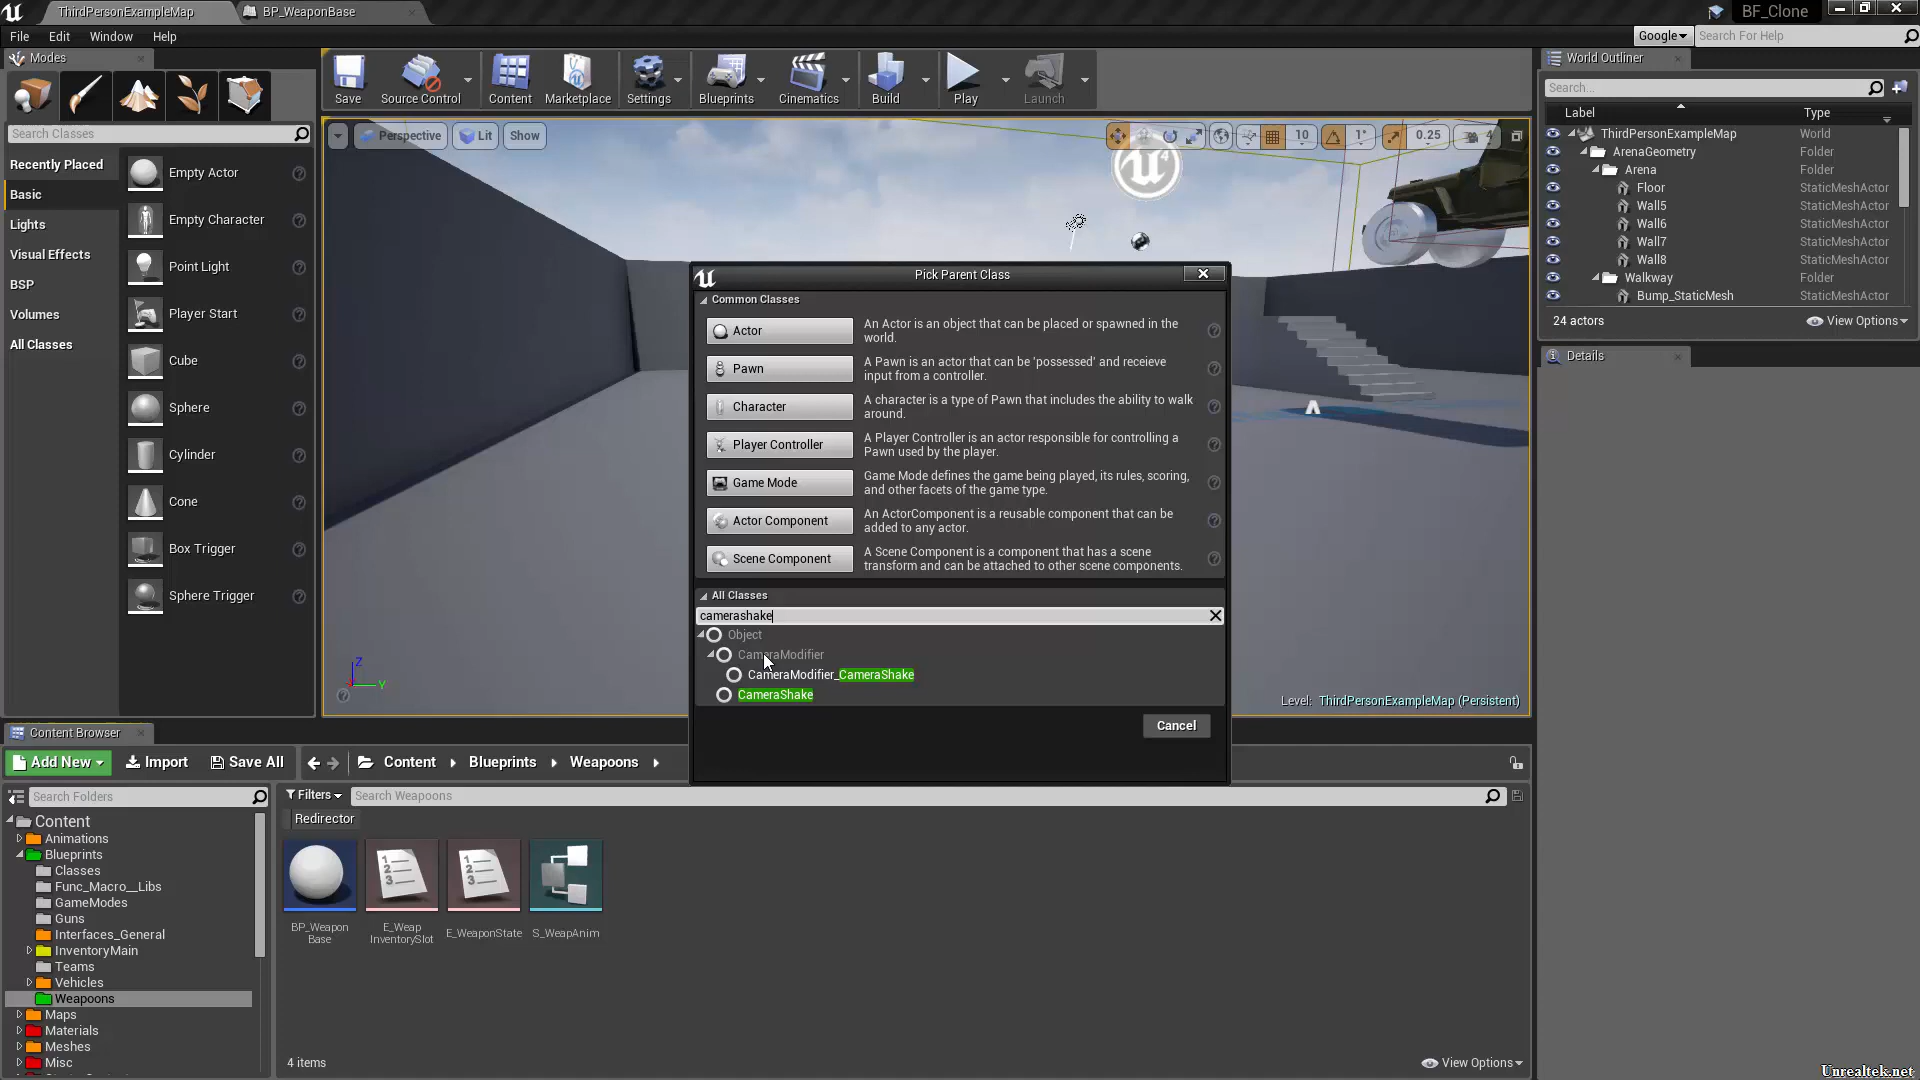 ThirdPersonExampleMap
BP_WeaponBase
BF_Clone
File Edit Window Help
Google
Search For Help
Modes
Save
Source Control
Content
Marketplace
Settings
Blueprints
Cinematics
Build
Play
Launch
Search Classes
Recently Placed
Basic
Lights
Visual Effects
BSP
Volumes
All Classes
Empty Actor
Empty Character
Point Light
Player Start
Cube
Sphere
Cylinder
Cone
Box Trigger
Sphere Trigger
Perspective
Lit
Show
10
1°
0.25
4
Z
Y
Level: ThirdPersonExampleMap (Persistent)
Pick Parent Class
Common Classes
Actor
An Actor is an object that can be placed or spawned in the
world.
Pawn
A Pawn is an actor that can be 'possessed' and receieve
input from a controller.
Character
A character is a type of Pawn that includes the ability to walk
around.
Player Controller
A Player Controller is an actor responsible for controlling a
Pawn used by the player.
Game Mode
Game Mode defines the game being played, its rules, scoring,
and other facets of the game type.
Actor Component
An ActorComponent is a reusable component that can be
added to any actor.
Scene Component
A Scene Component is a component that has a scene
transform and can be attached to other scene components.
All Classes
camerashake
Object
CameraModifier
CameraModifier_CameraShake
CameraShake
Cancel
World Outliner
Search...
Label Type
ThirdPersonExampleMap World
ArenaGeometry Folder
Arena Folder
Floor StaticMeshActor
Wall5 StaticMeshActor
Wall6 StaticMeshActor
Wall7 StaticMeshActor
Wall8 StaticMeshActor
Walkway Folder
Bump_StaticMesh StaticMeshActor
24 actors
View Options
Details
Content Browser
Add New
Import
Save All
Content
Blueprints
Weapoons
Search Folders
Content
Animations
Blueprints
Classes
Func_Macro__Libs
GameModes
Guns
Interfaces_General
InventoryMain
Teams
Vehicles
Weapoons
Maps
Materials
Meshes
Misc
Filters
Search Weapoons
Redirector
BP_Weapon
Base
E_Weap
InventorySlot
E_WeaponState
S_WeapAnim
4 items
View Options
Unrealtek.net